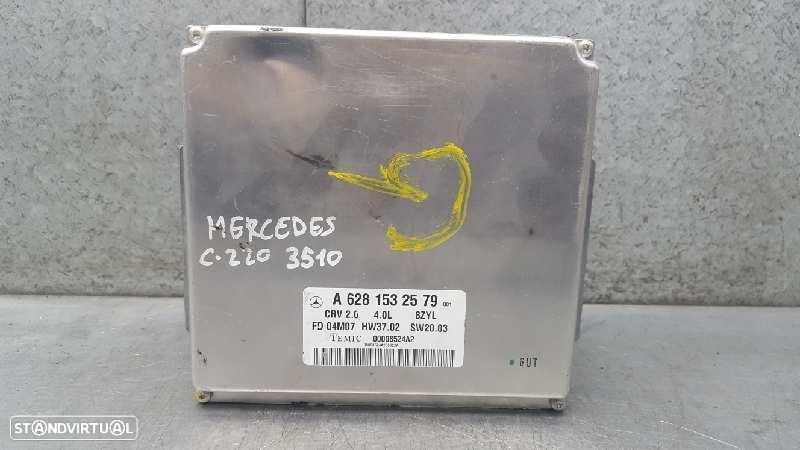 MERCEDES
C-220 3510
A 628 153 25 79 001
CRV 2.0 4.0L 8ZYL
FD 04M07 HW37.02 SW20.03
TEMIC 00008524A2
GUT
STANDVIRTUAL